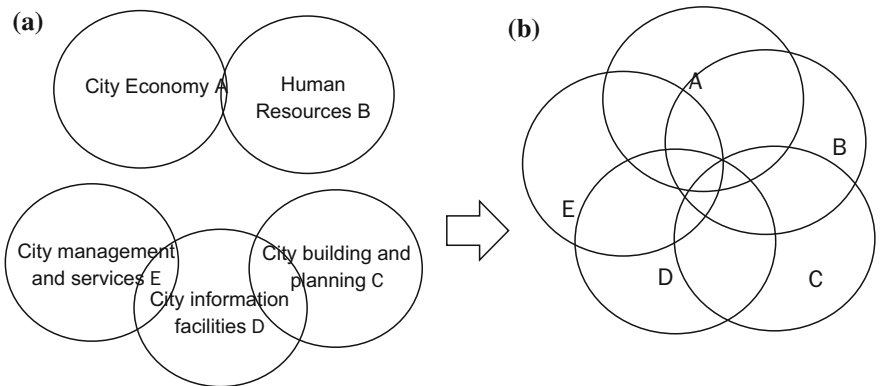 (a)
City Economy A
Human
Resources B
City management
and services E
City building and
planning C
City information
facilities D
(b)
A
B
E
D
C